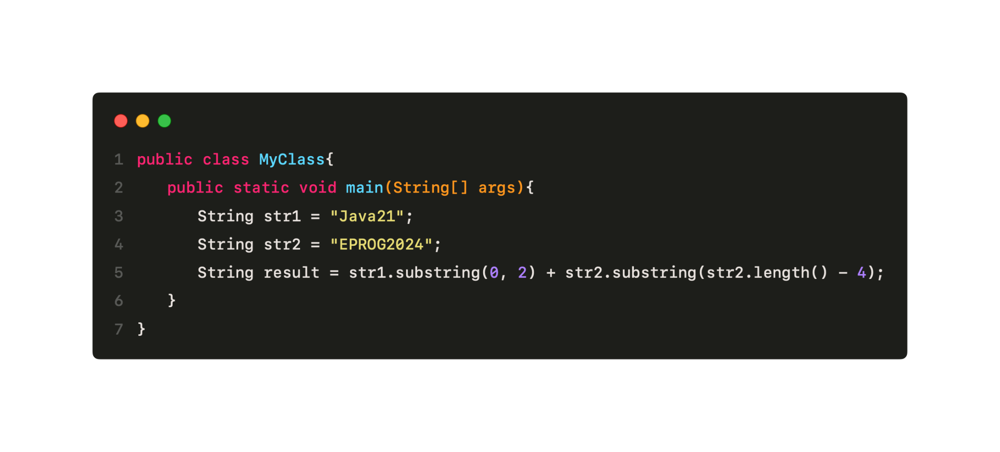 1 public class MyClass{
2 public static void main(String[] args){
3 String str1 = "Java21";
4 String str2 = "EPROG2024";
5 String result = str1.substring(0, 2) + str2.substring(str2.length() - 4);
6 }
7 }